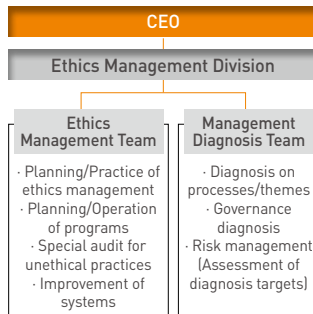 CEO
Ethics Management Division
Ethics
Management Team
· Planning/Practice of
ethics management
· Planning/Operation
of programs
· Special audit for
unethical practices
· Improvement of
systems
Management
Diagnosis Team
· Diagnosis on
processes/themes
· Governance
diagnosis
· Risk management
(Assessment of
diagnosis targets)